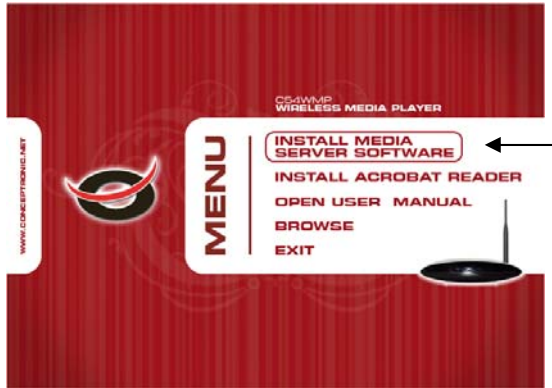 C54WMP
WIRELESS MEDIA PLAYER
WWW.CONCEPTRONIC.NET
MENU
INSTALL MEDIA
SERVER SOFTWARE
INSTALL ACROBAT READER
OPEN USER MANUAL
BROWSE
EXIT